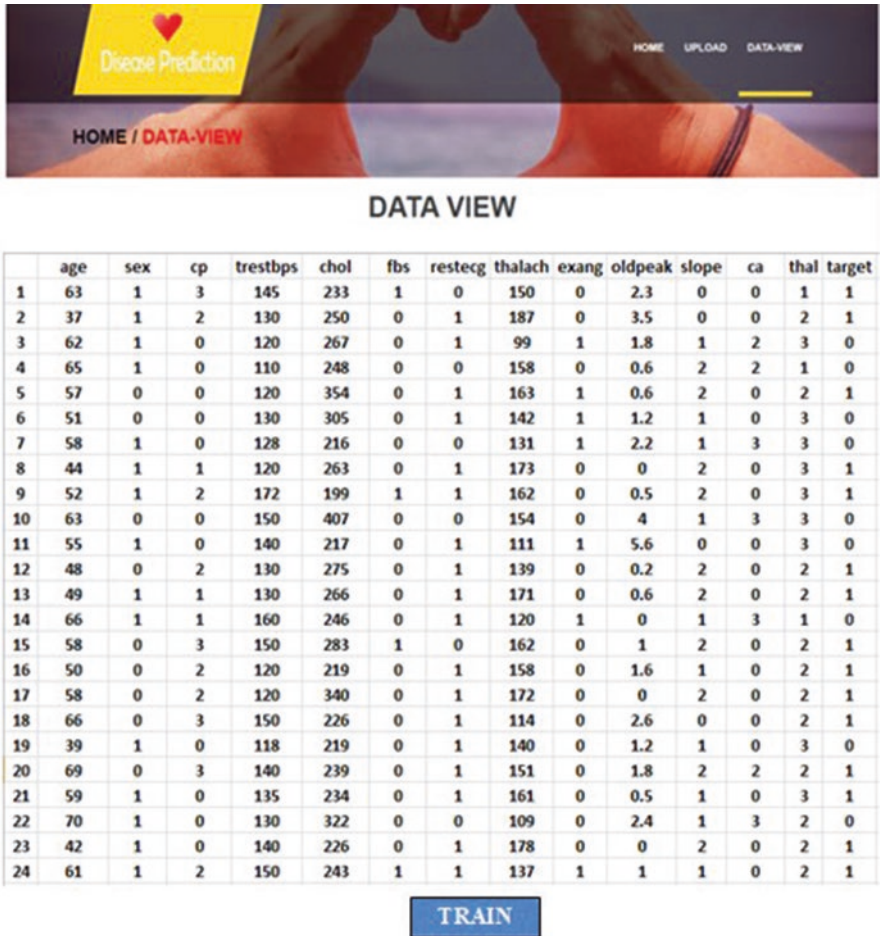 Disease Prediction
HOME UPLOAD DATA-VIEW
HOME / DATA-VIEW
DATA VIEW
age sex cp trestbps chol fbs restecg thalach exang oldpeak slope ca thal target
1 63 1 3 145 233 1 0 150 0 2.3 0 0 1 1
2 37 1 2 130 250 0 1 187 0 3.5 0 0 2 1
3 62 1 0 120 267 0 1 99 1 1.8 1 2 3 0
4 65 1 0 110 248 0 0 158 0 0.6 2 2 1 0
5 57 0 0 120 354 0 1 163 1 0.6 2 0 2 1
6 51 0 0 130 305 0 1 142 1 1.2 1 0 3 0
7 58 1 0 128 216 0 0 131 1 2.2 1 3 3 0
8 44 1 1 120 263 0 1 173 0 0 2 0 3 1
9 52 1 2 172 199 1 1 162 0 0.5 2 0 3 1
10 63 0 0 150 407 0 0 154 0 4 1 3 3 0
11 55 1 0 140 217 0 1 111 1 5.6 0 0 3 0
12 48 0 2 130 275 0 1 139 0 0.2 2 0 2 1
13 49 1 1 130 266 0 1 171 0 0.6 2 0 2 1
14 66 1 1 160 246 0 1 120 1 0 1 3 1 0
15 58 0 3 150 283 1 0 162 0 1 2 0 2 1
16 50 0 2 120 219 0 1 158 0 1.6 1 0 2 1
17 58 0 2 120 340 0 1 172 0 0 2 0 2 1
18 66 0 3 150 226 0 1 114 0 2.6 0 0 2 1
19 39 1 0 118 219 0 1 140 0 1.2 1 0 3 0
20 69 0 3 140 239 0 1 151 0 1.8 2 2 2 1
21 59 1 0 135 234 0 1 161 0 0.5 1 0 3 1
22 70 1 0 130 322 0 0 109 0 2.4 1 3 2 0
23 42 1 0 140 226 0 1 178 0 0 2 0 2 1
24 61 1 2 150 243 1 1 137 1 1 1 0 2 1
TRAIN